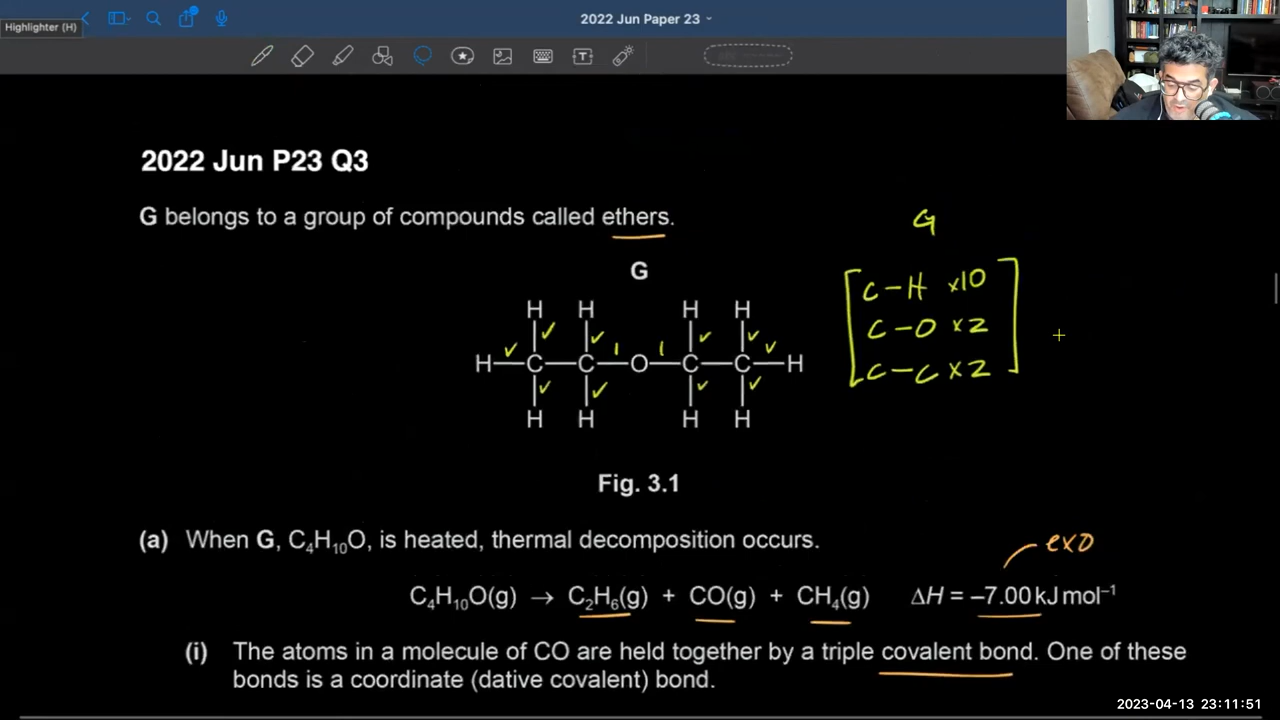 Highlighter (H)
2022 Jun Paper 23
2022 Jun P23 Q3
G belongs to a group of compounds called ethers.
G
G
C-H ×10
C-O ×2
C-C ×2
H H H H
H-C-C-O-C-C-H
H H H H
Fig. 3.1
(a) When G, C₄H₁₀O, is heated, thermal decomposition occurs.
exo
C₄H₁₀O(g) → C₂H₆(g) + CO(g) + CH₄(g) ΔH = –7.00 kJ mol⁻¹
(i) The atoms in a molecule of CO are held together by a triple covalent bond. One of these
bonds is a coordinate (dative covalent) bond.
2023-04-13 23:11:51